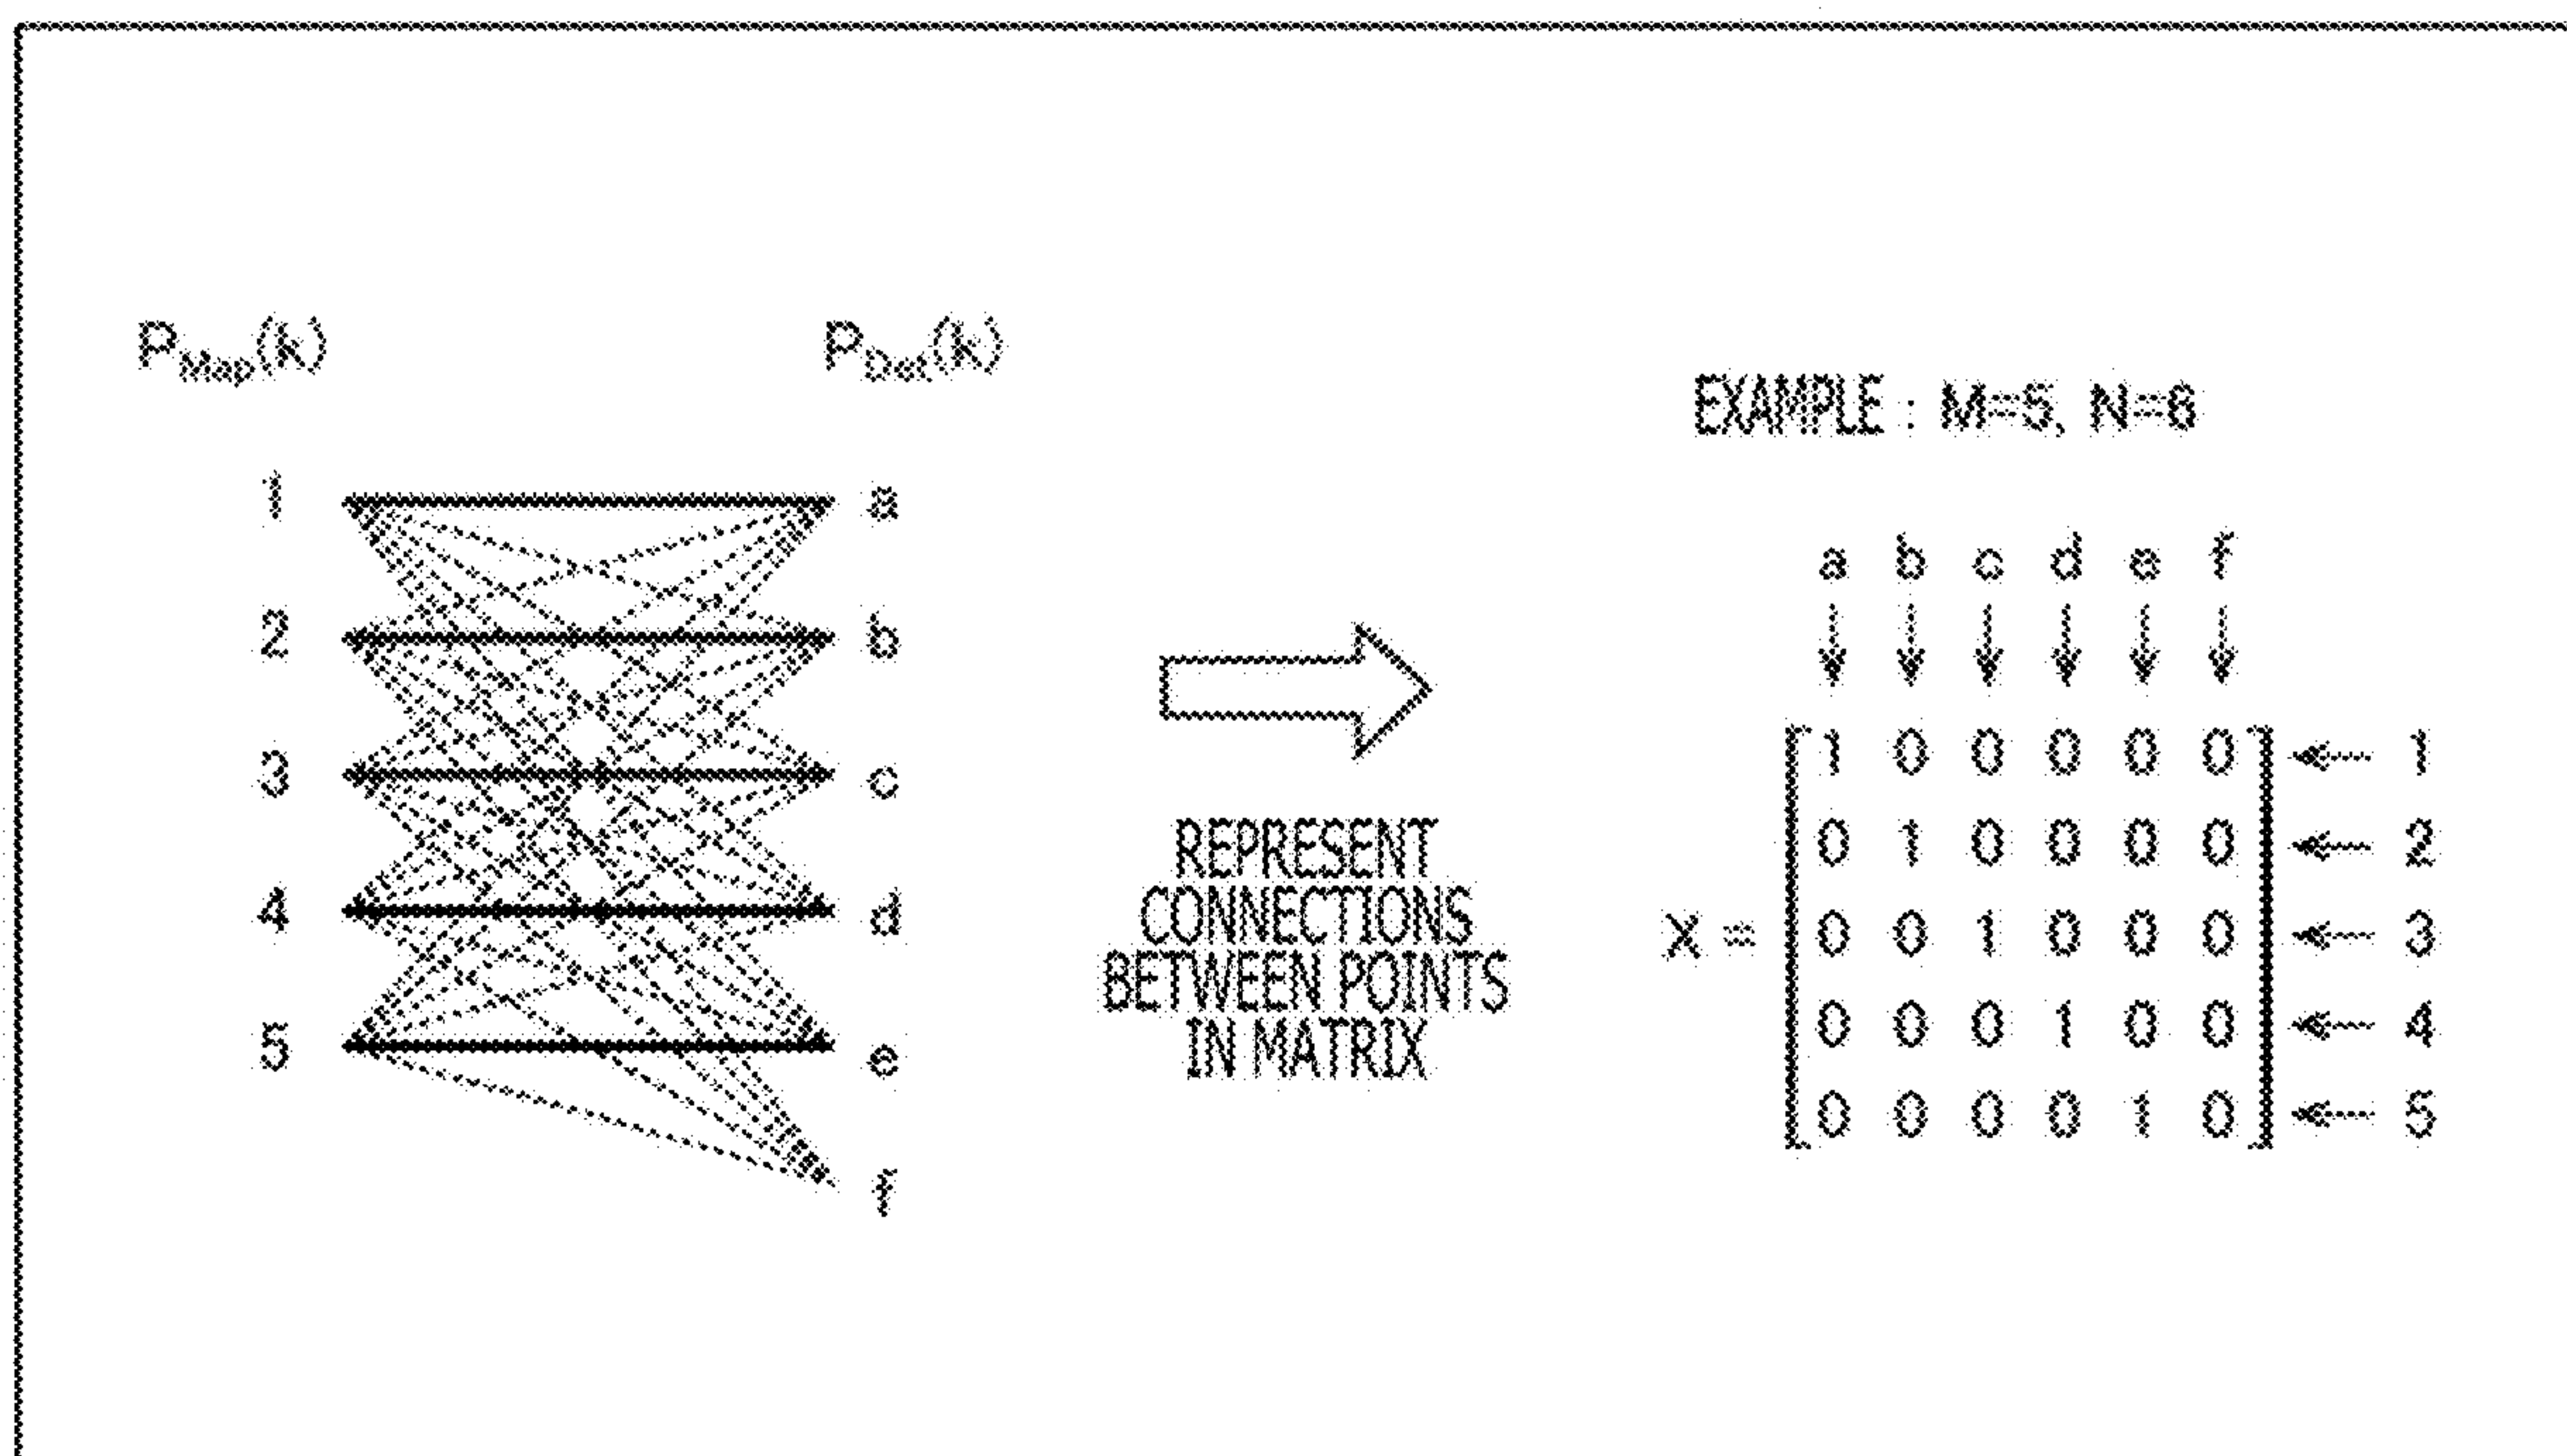 P_Map(k) P_Det(k)
EXAMPLE : M=5, N=6
1 a
2 b
3 c
4 d
5 e
f
REPRESENT
CONNECTIONS
BETWEEN POINTS
IN MATRIX
a b c d e f
1 0 0 0 0 0 1
0 1 0 0 0 0 2
X = 0 0 1 0 0 0 3
0 0 0 1 0 0 4
0 0 0 0 1 0 5